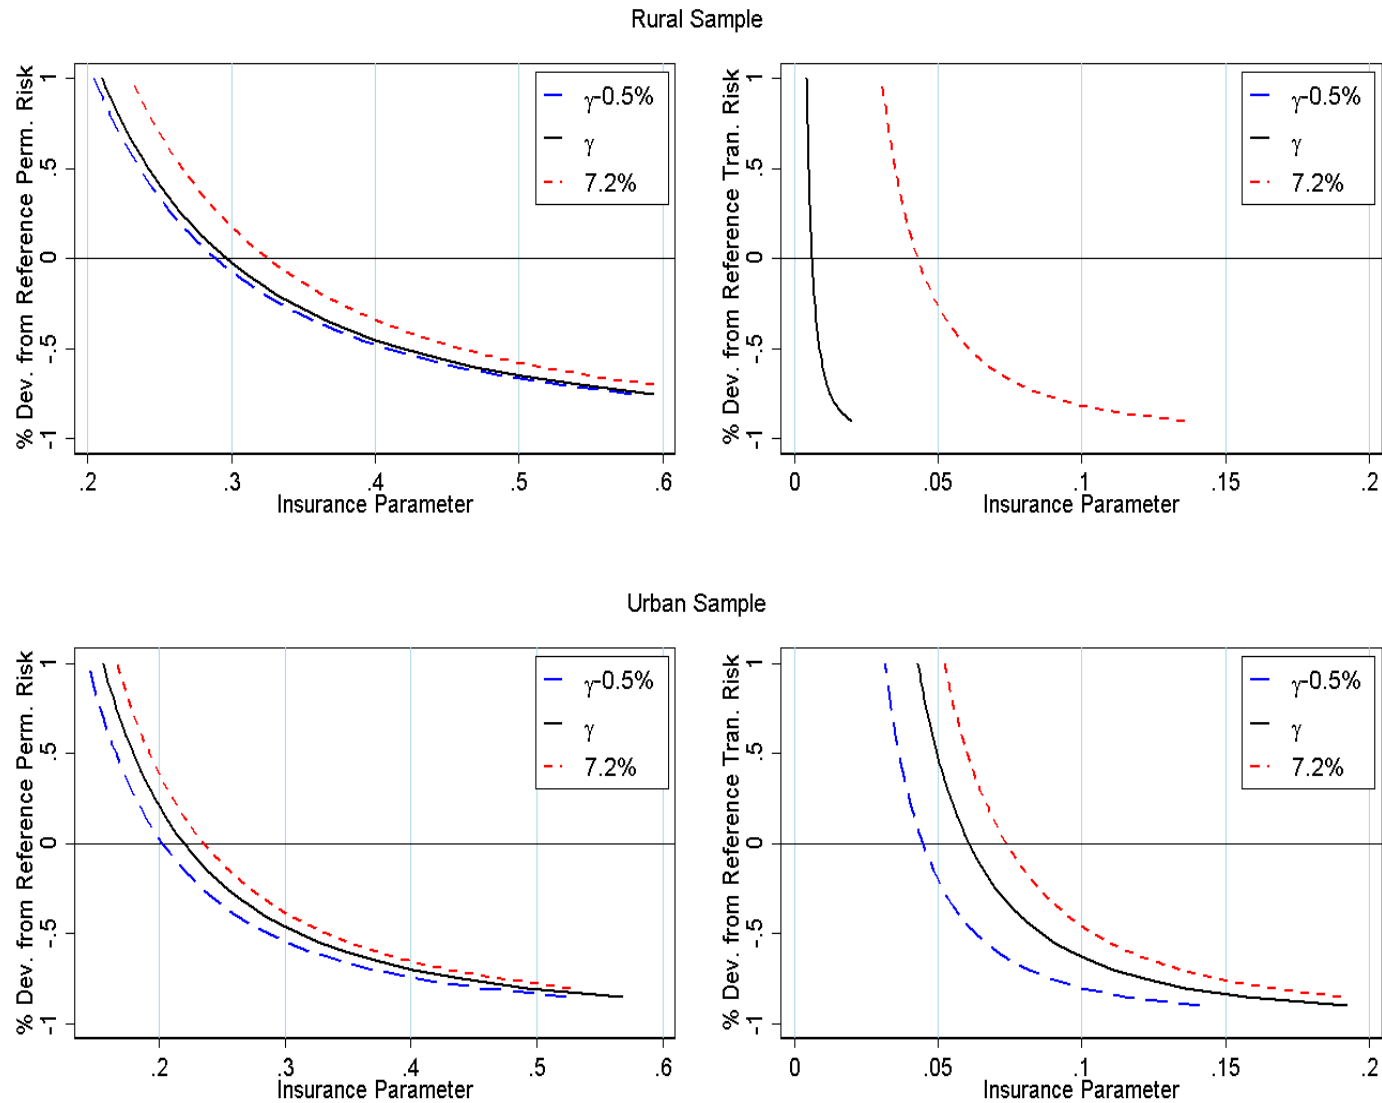 Rural Sample
% Dev. from Reference Perm. Risk
1
.5
0
-.5
-1
γ-0.5%
γ
7.2%
.2 .3 .4 .5 .6
Insurance Parameter
% Dev. from Reference Tran. Risk
1
.5
0
-.5
-1
γ-0.5%
γ
7.2%
0 .05 .1 .15 .2
Insurance Parameter
Urban Sample
% Dev. from Reference Perm. Risk
1
.5
0
-.5
-1
γ-0.5%
γ
7.2%
.2 .3 .4 .5 .6
Insurance Parameter
% Dev. from Reference Tran. Risk
1
.5
0
-.5
-1
γ-0.5%
γ
7.2%
0 .05 .1 .15 .2
Insurance Parameter